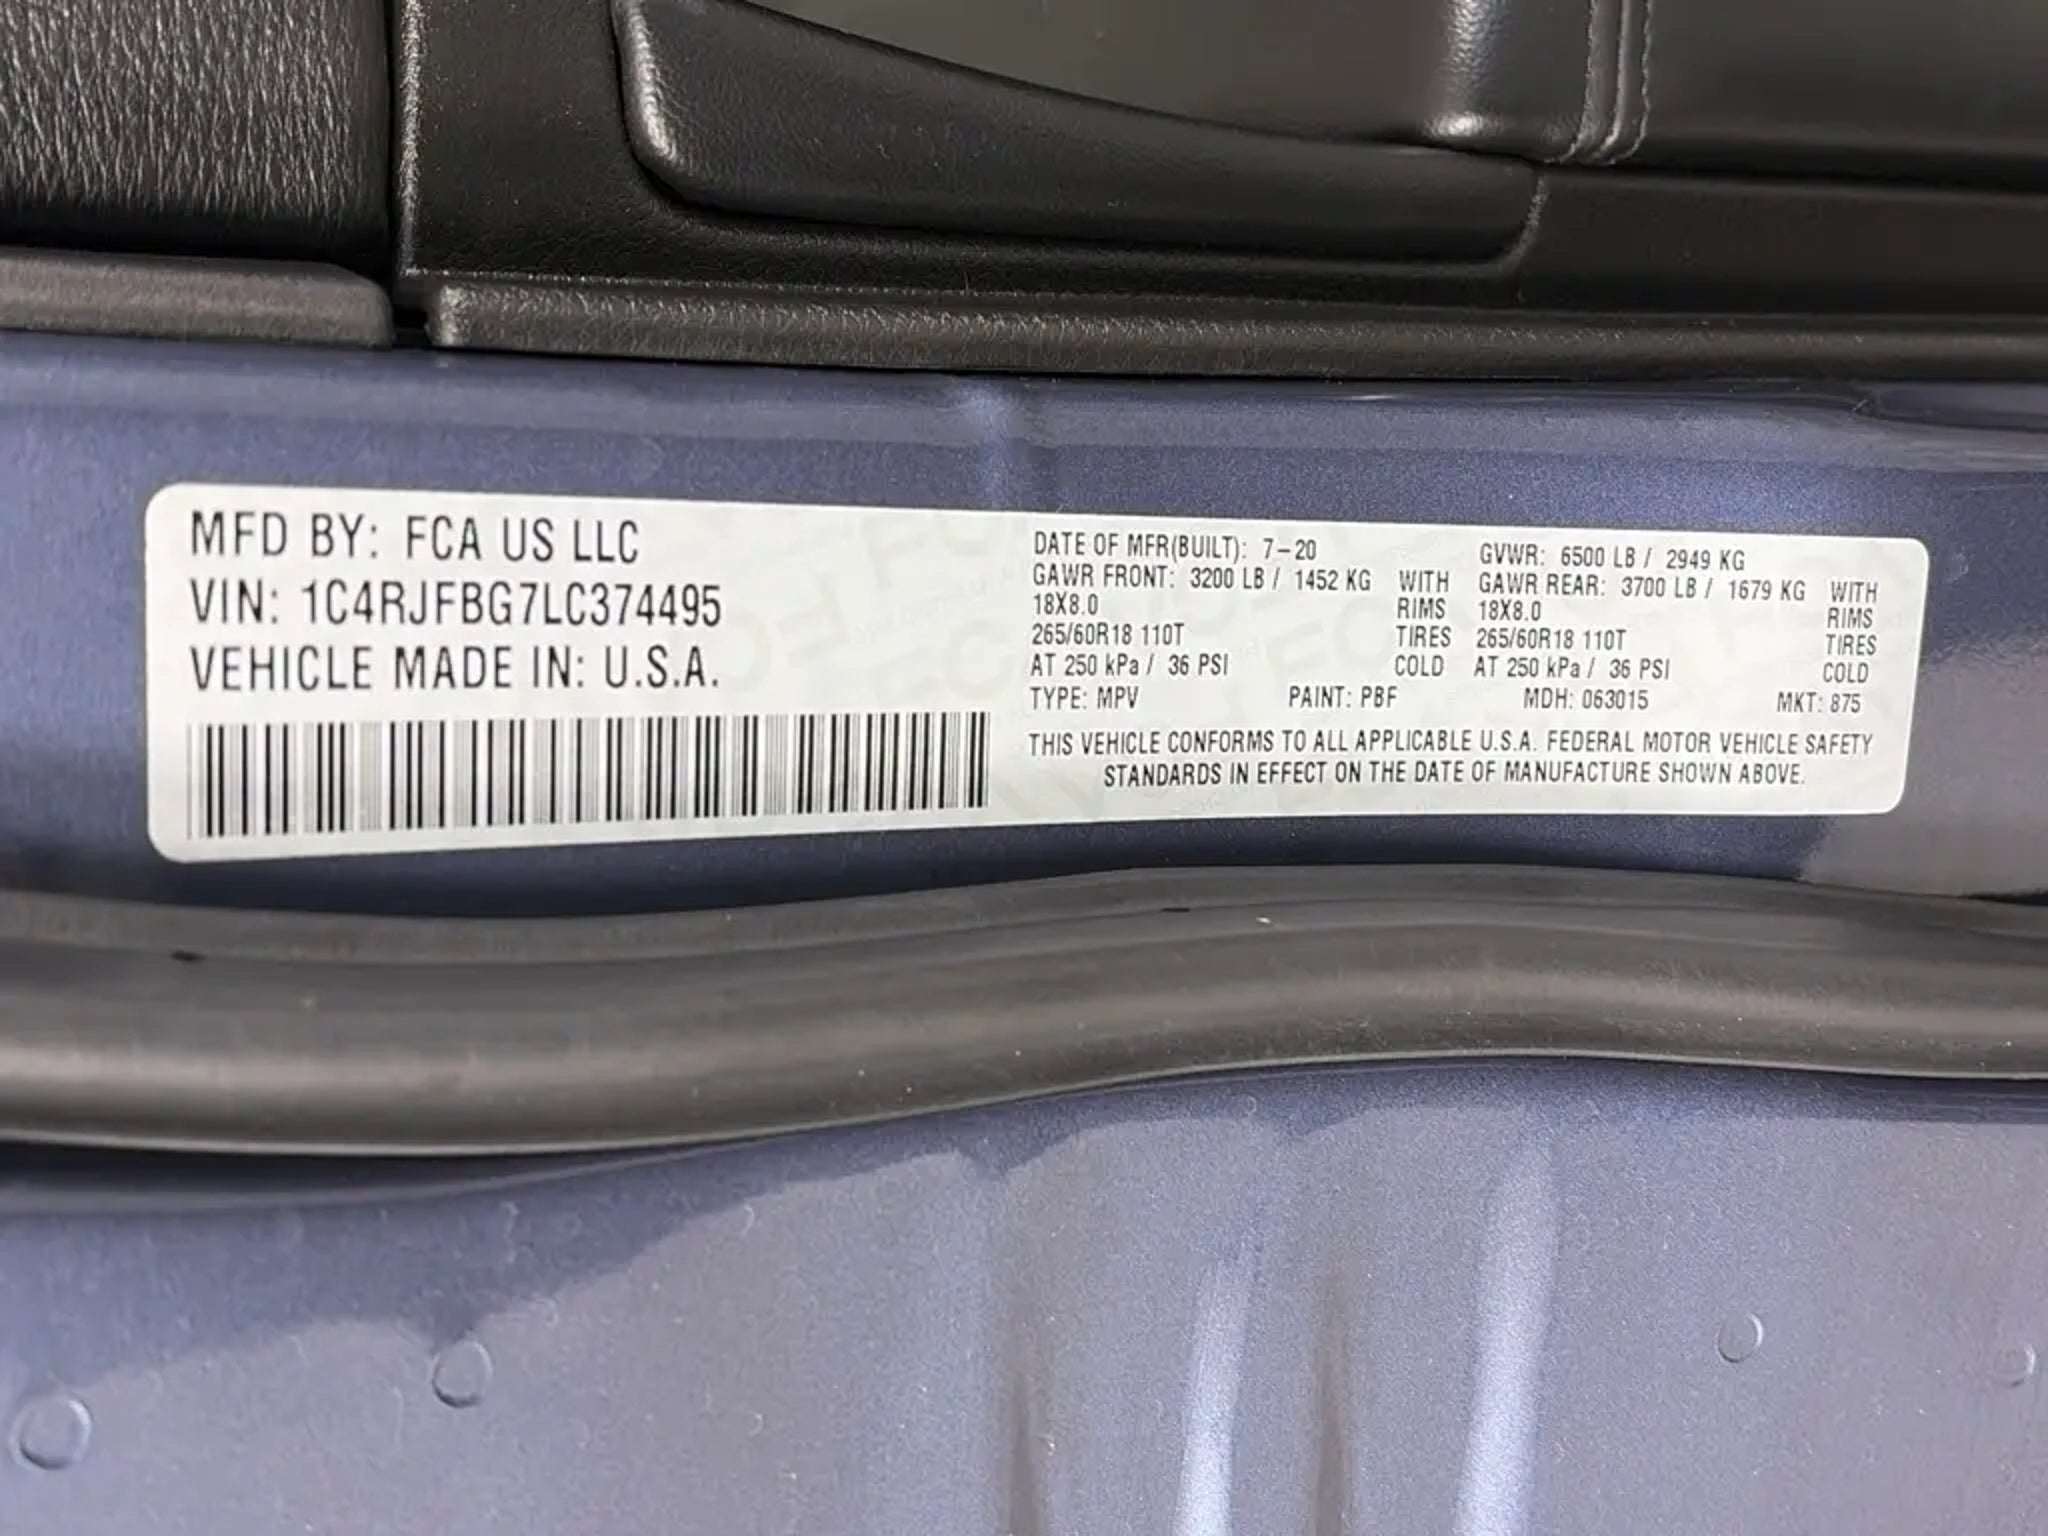 MFD BY: FCA US LLC
VIN: 1C4RJFBG7LC374495
VEHICLE MADE IN: U.S.A.
DATE OF MFR(BUILT): 7-20 GVWR: 6500 LB / 2949 KG
GAWR FRONT: 3200 LB / 1452 KG WITH GAWR REAR: 3700 LB / 1679 KG WITH
18X8.0 RIMS 18X8.0 RIMS
265/60R18 110T TIRES 265/60R18 110T TIRES
AT 250 kPa / 36 PSI COLD AT 250 kPa / 36 PSI COLD
TYPE: MPV PAINT: PBF MDH: 063015 MKT: 875
THIS VEHICLE CONFORMS TO ALL APPLICABLE U.S.A. FEDERAL MOTOR VEHICLE SAFETY
STANDARDS IN EFFECT ON THE DATE OF MANUFACTURE SHOWN ABOVE.